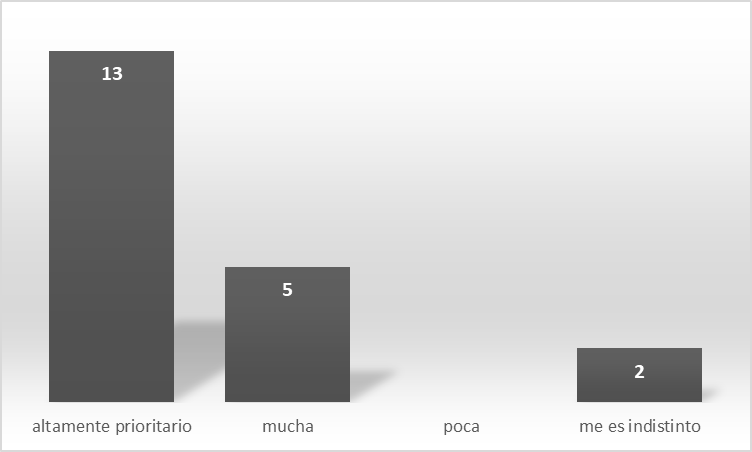 13
5
2
altamente prioritario
mucha
poca
me es indistinto